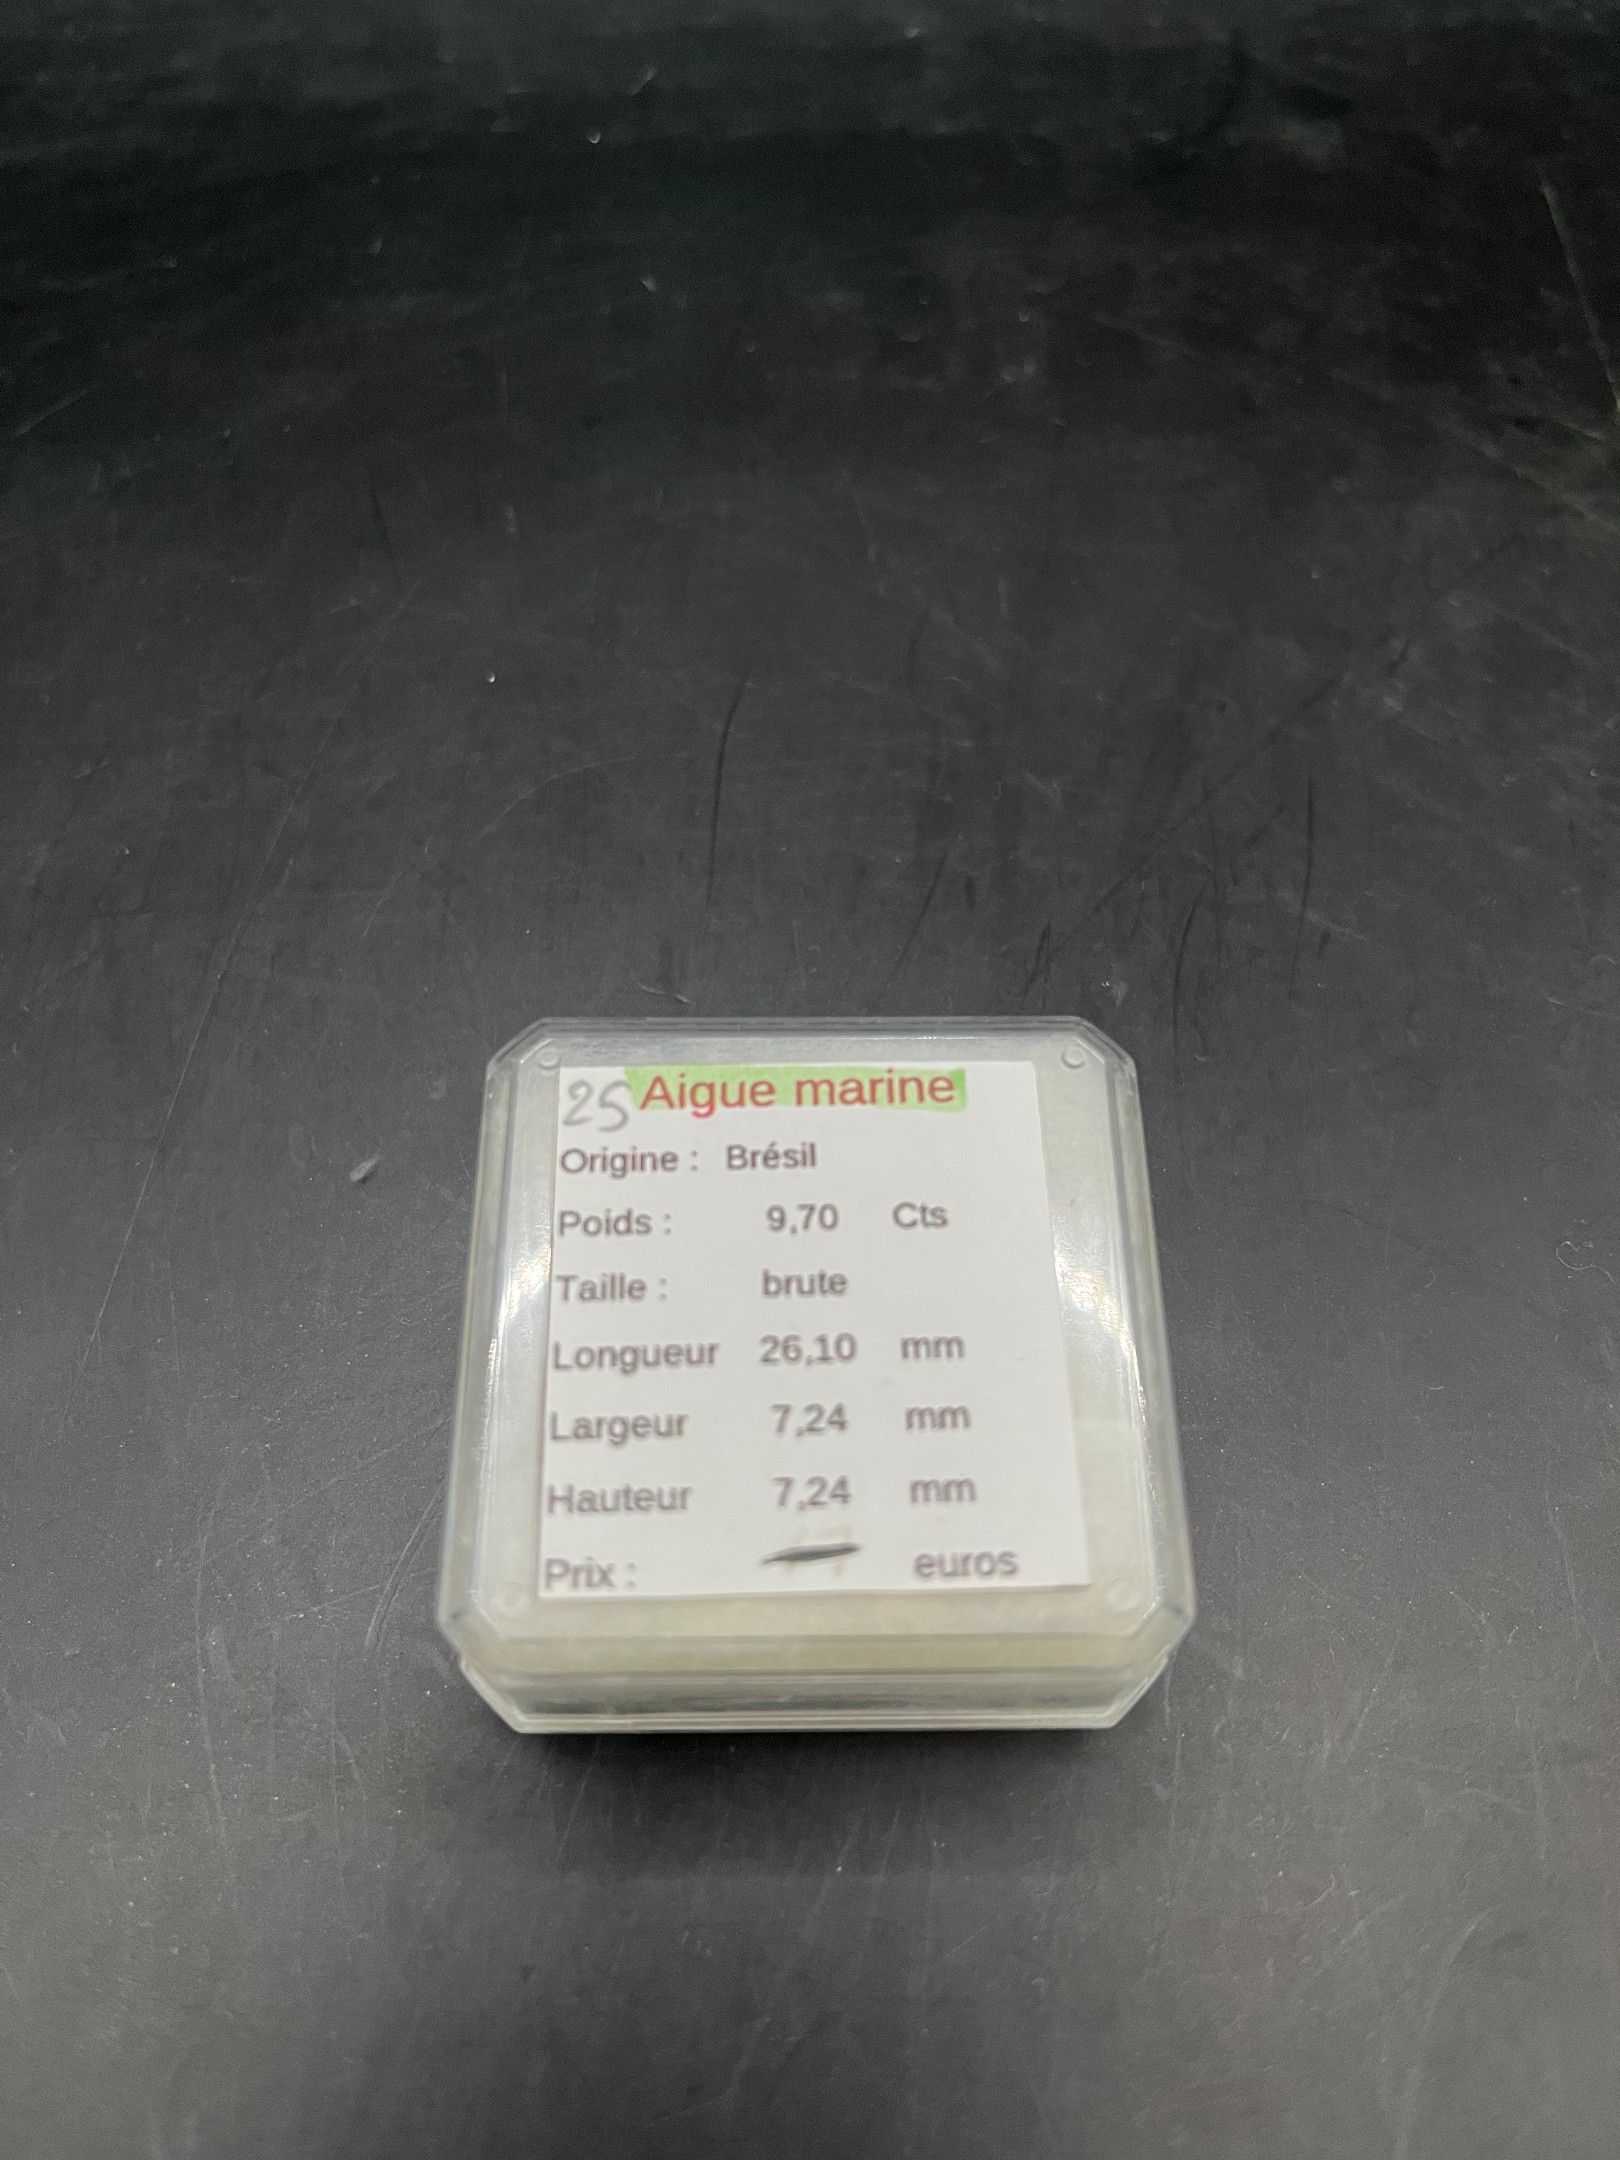 25 Aigue marine
Origine : Brésil
Poids : 9,70 Cts
Taille : brute
Longueur 26,10 mm
Largeur 7,24 mm
Hauteur 7,24 mm
Prix : euros